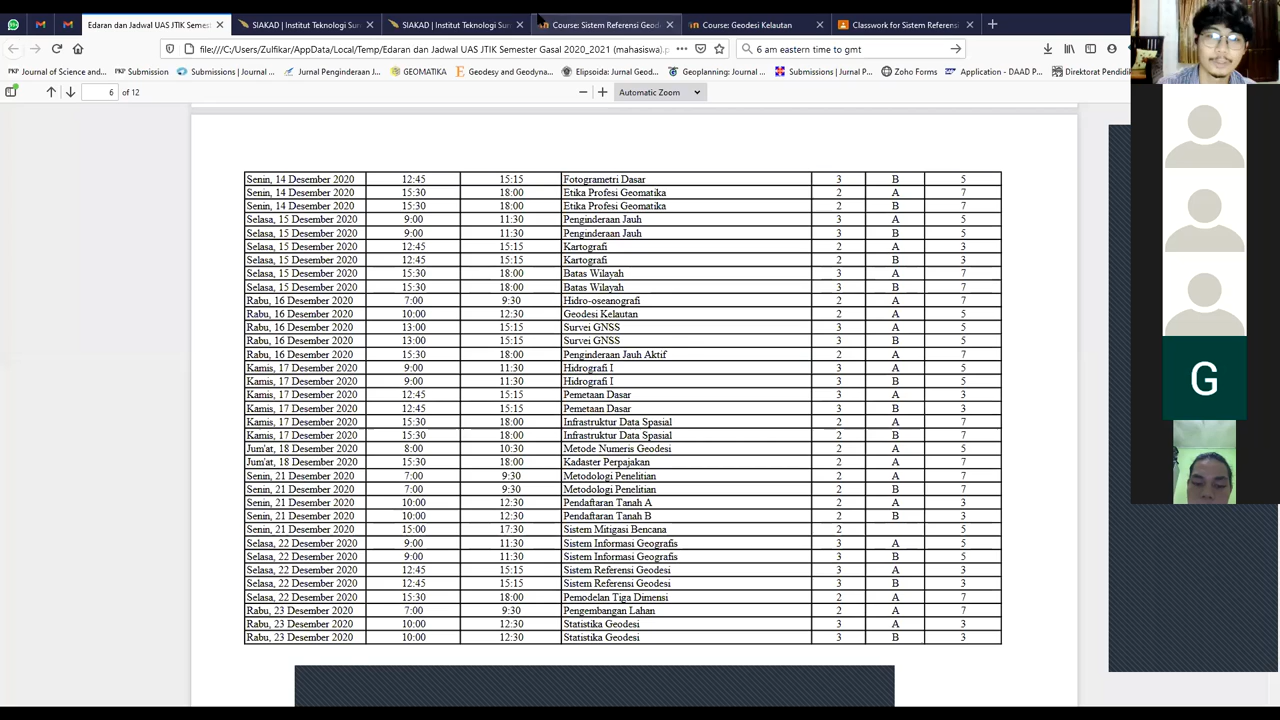 Edaran dan Jadwal UAS JTIK Semest
SIAKAD | Institut Teknologi Sum
SIAKAD | Institut Teknologi Sum
Course: Sistem Referensi Geod
Course: Geodesi Kelautan
Classwork for Sistem Referensi
file:///C:/Users/Zulfikar/AppData/Local/Temp/Edaran dan Jadwal UAS JTIK Semester Gasal 2020_2021 (mahasiswa).p
6 am eastern time to gmt
Journal of Science and...
PKP Submission
Submissions | Journal ...
Jurnal Penginderaan J...
GEOMATIKA
Geodesy and Geodyna...
Elipsoida: Jurnal Geod...
Geoplanning: Journal ...
Submissions | Jurnal P...
Zoho Forms
Application - DAAD P...
Direktorat Pendidi
6 of 12
Automatic Zoom
Senin, 14 Desember 2020 12:45 15:15 Fotogrametri Dasar 3 B 5
Senin, 14 Desember 2020 15:30 18:00 Etika Profesi Geomatika 2 A 7
Senin, 14 Desember 2020 15:30 18:00 Etika Profesi Geomatika 2 B 7
Selasa, 15 Desember 2020 9:00 11:30 Penginderaan Jauh 3 A 5
Selasa, 15 Desember 2020 9:00 11:30 Penginderaan Jauh 3 B 5
Selasa, 15 Desember 2020 12:45 15:15 Kartografi 2 A 3
Selasa, 15 Desember 2020 12:45 15:15 Kartografi 2 B 3
Selasa, 15 Desember 2020 15:30 18:00 Batas Wilayah 3 A 7
Selasa, 15 Desember 2020 15:30 18:00 Batas Wilayah 3 B 7
Rabu, 16 Desember 2020 7:00 9:30 Hidro-oseanografi 2 A 7
Rabu, 16 Desember 2020 10:00 12:30 Geodesi Kelautan 2 A 5
Rabu, 16 Desember 2020 13:00 15:15 Survei GNSS 3 A 5
Rabu, 16 Desember 2020 13:00 15:15 Survei GNSS 3 B 5
Rabu, 16 Desember 2020 15:30 18:00 Penginderaan Jauh Aktif 2 A 7
Kamis, 17 Desember 2020 9:00 11:30 Hidrografi I 3 A 5
Kamis, 17 Desember 2020 9:00 11:30 Hidrografi I 3 B 5
Kamis, 17 Desember 2020 12:45 15:15 Pemetaan Dasar 3 A 3
Kamis, 17 Desember 2020 12:45 15:15 Pemetaan Dasar 3 B 3
Kamis, 17 Desember 2020 15:30 18:00 Infrastruktur Data Spasial 2 A 7
Kamis, 17 Desember 2020 15:30 18:00 Infrastruktur Data Spasial 2 B 7
Jum'at, 18 Desember 2020 8:00 10:30 Metode Numeris Geodesi 2 A 5
Jum'at, 18 Desember 2020 15:30 18:00 Kadaster Perpajakan 2 A 7
Senin, 21 Desember 2020 7:00 9:30 Metodologi Penelitian 2 A 7
Senin, 21 Desember 2020 7:00 9:30 Metodologi Penelitian 2 B 7
Senin, 21 Desember 2020 10:00 12:30 Pendaftaran Tanah A 2 A 3
Senin, 21 Desember 2020 10:00 12:30 Pendaftaran Tanah B 2 B 3
Senin, 21 Desember 2020 15:00 17:30 Sistem Mitigasi Bencana 2 5
Selasa, 22 Desember 2020 9:00 11:30 Sistem Informasi Geografis 3 A 5
Selasa, 22 Desember 2020 9:00 11:30 Sistem Informasi Geografis 3 B 5
Selasa, 22 Desember 2020 12:45 15:15 Sistem Referensi Geodesi 3 A 3
Selasa, 22 Desember 2020 12:45 15:15 Sistem Referensi Geodesi 3 B 3
Selasa, 22 Desember 2020 15:30 18:00 Pemodelan Tiga Dimensi 2 A 7
Rabu, 23 Desember 2020 7:00 9:30 Pengembangan Lahan 2 A 7
Rabu, 23 Desember 2020 10:00 12:30 Statistika Geodesi 3 A 3
Rabu, 23 Desember 2020 10:00 12:30 Statistika Geodesi 3 B 3
G